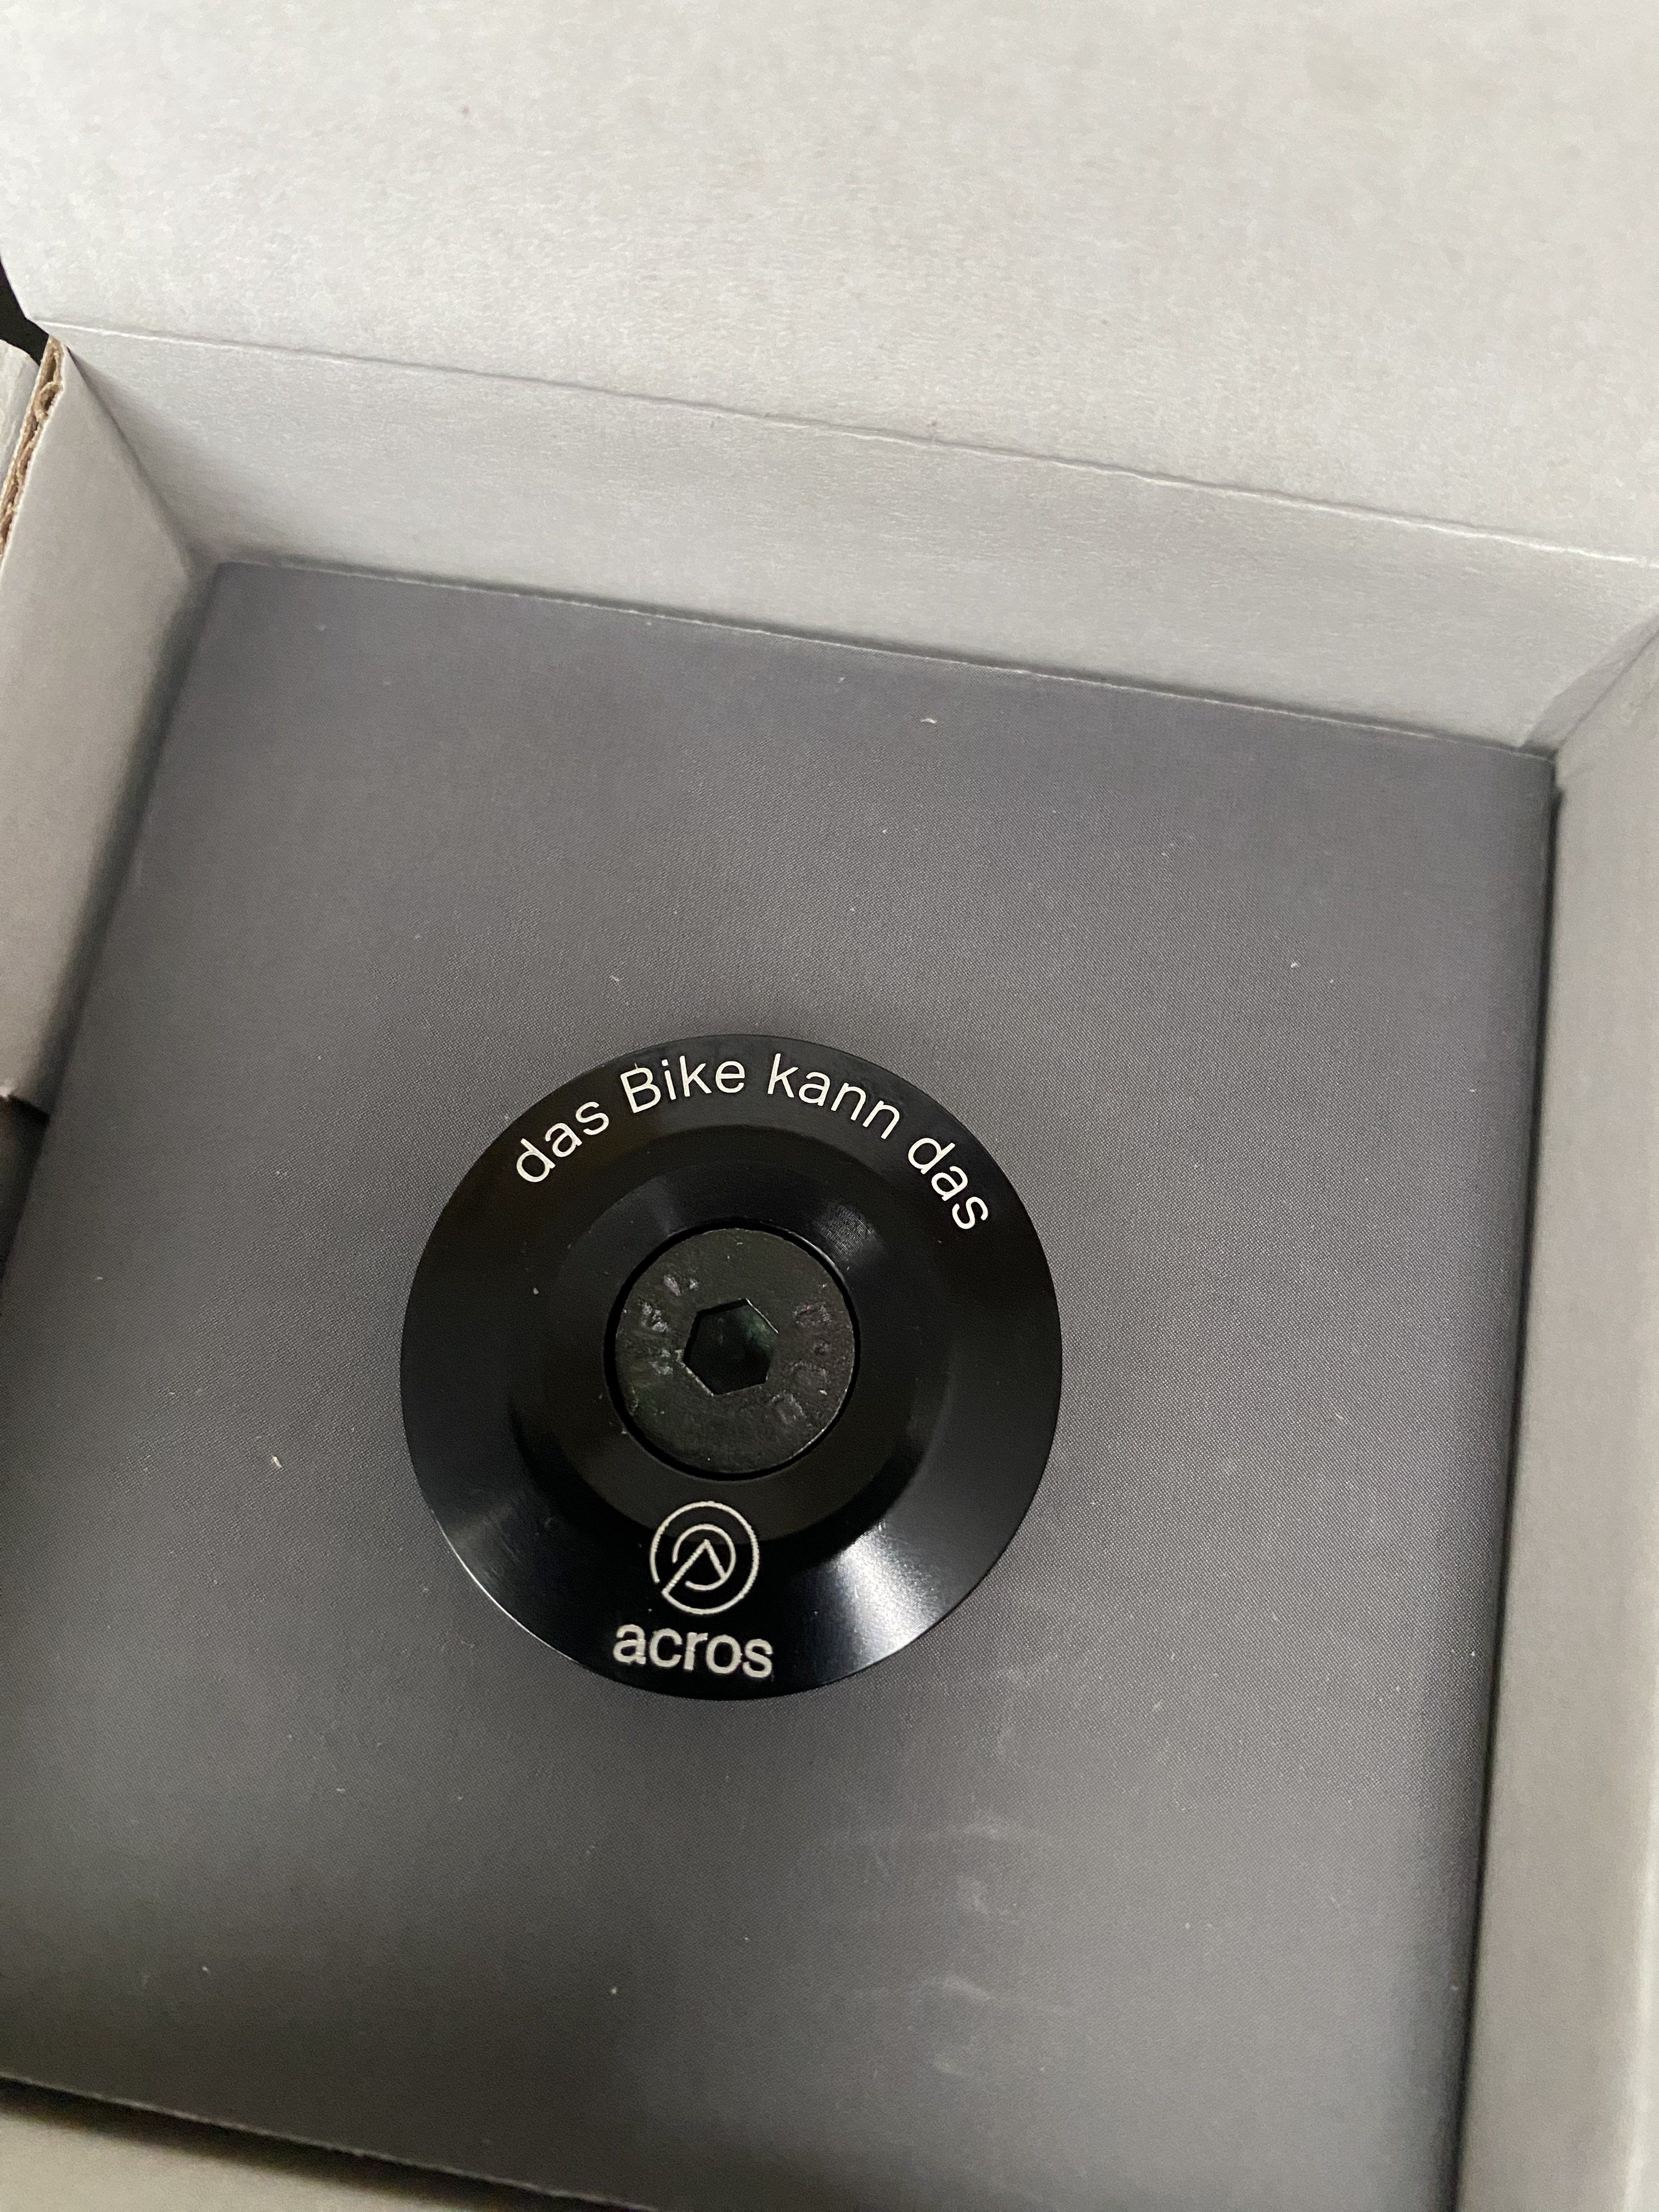 das Bike kann das
acros